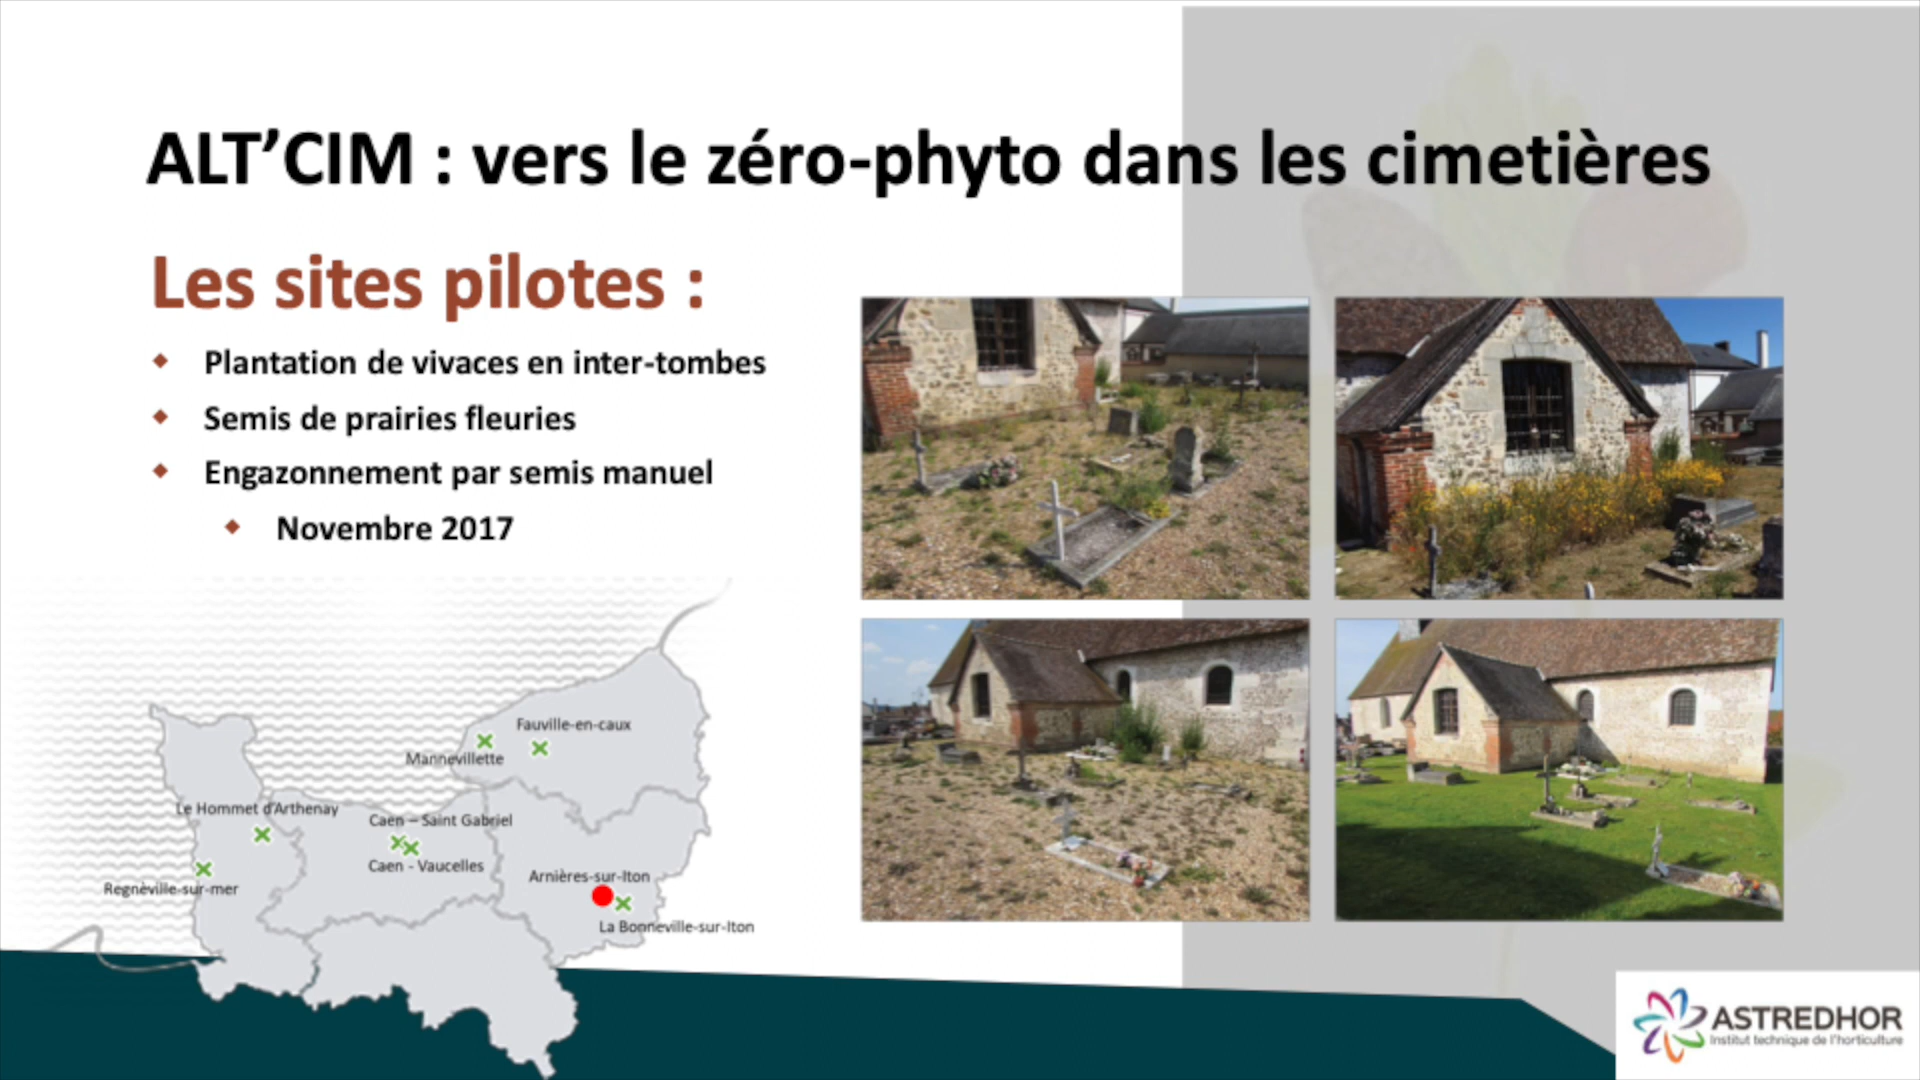 ALT’CIM : vers le zéro-phyto dans les cimetières
Les sites pilotes :
Plantation de vivaces en inter-tombes
Semis de prairies fleuries
Engazonnement par semis manuel
Novembre 2017
Fauville-en-caux
Mannevillette
Le Hommet d'Arthenay
Caen – Saint Gabriel
Caen - Vaucelles
Regnèville-sur-mer
Arnières-sur-Iton
La Bonneville-sur-Iton
ASTREDHOR
Institut technique de l'horticulture